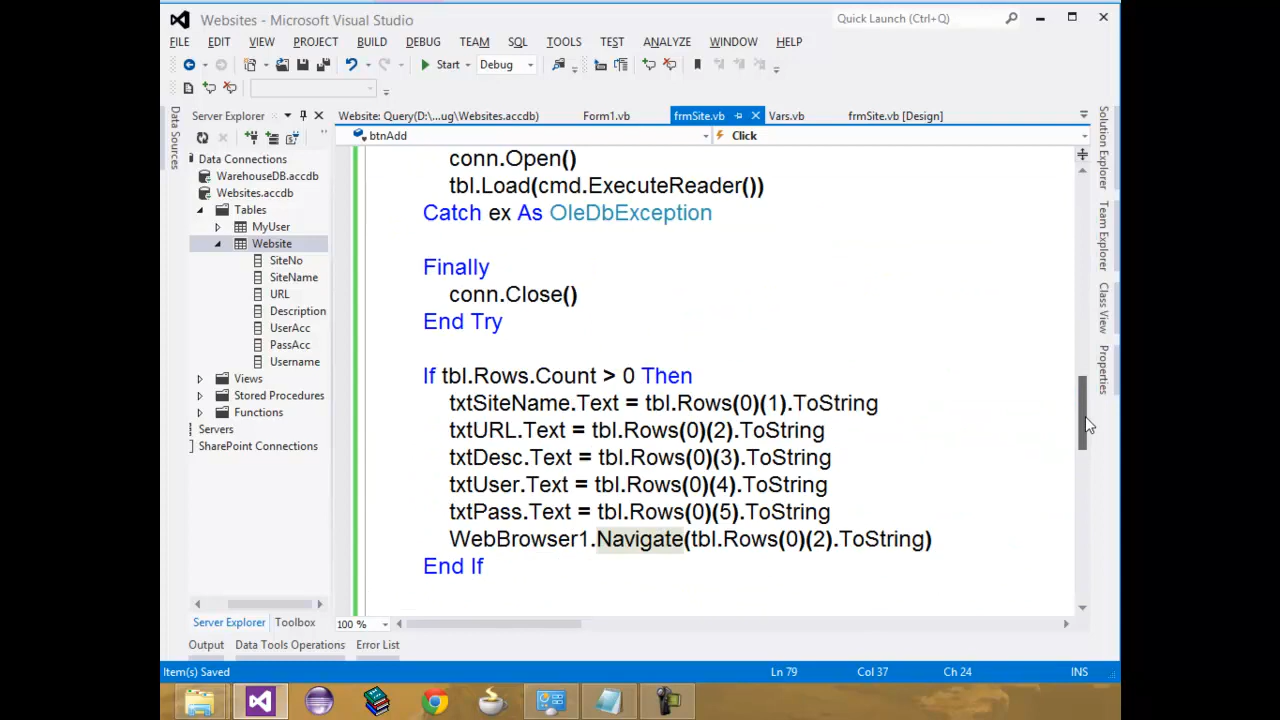 Websites - Microsoft Visual Studio
Quick Launch (Ctrl+Q)
FILE EDIT VIEW PROJECT BUILD DEBUG TEAM SQL TOOLS TEST ANALYZE WINDOW HELP
Start Debug
Data Sources
Server Expl​orer
Website: Query(D:\...ug\Websites.accdb) Form1.vb frmSite.vb Vars.vb frmSite.vb [Design]
btnAdd Click
Data Connections
WarehouseDB.accdb
Websites.accdb
Tables
MyUser
Website
SiteNo
SiteName
URL
Description
UserAcc
PassAcc
Username
Views
Stored Procedures
Functions
Servers
SharePoint Connections
conn.Open()
tbl.Load(cmd.ExecuteReader())
Catch ex As OleDbException
Finally
conn.Close()
End Try
If tbl.Rows.Count > 0 Then
txtSiteName.Text = tbl.Rows(0)(1).ToString
txtURL.Text = tbl.Rows(0)(2).ToString
txtDesc.Text = tbl.Rows(0)(3).ToString
txtUser.Text = tbl.Rows(0)(4).ToString
txtPass.Text = tbl.Rows(0)(5).ToString
WebBrowser1.Navigate(tbl.Rows(0)(2).ToString)
End If
Solution Explorer
Team Explorer
Class View
Properties
Server Explorer Toolbox
100 %
Output Data Tools Operations Error List
Item(s) Saved Ln 79 Col 37 Ch 24 INS